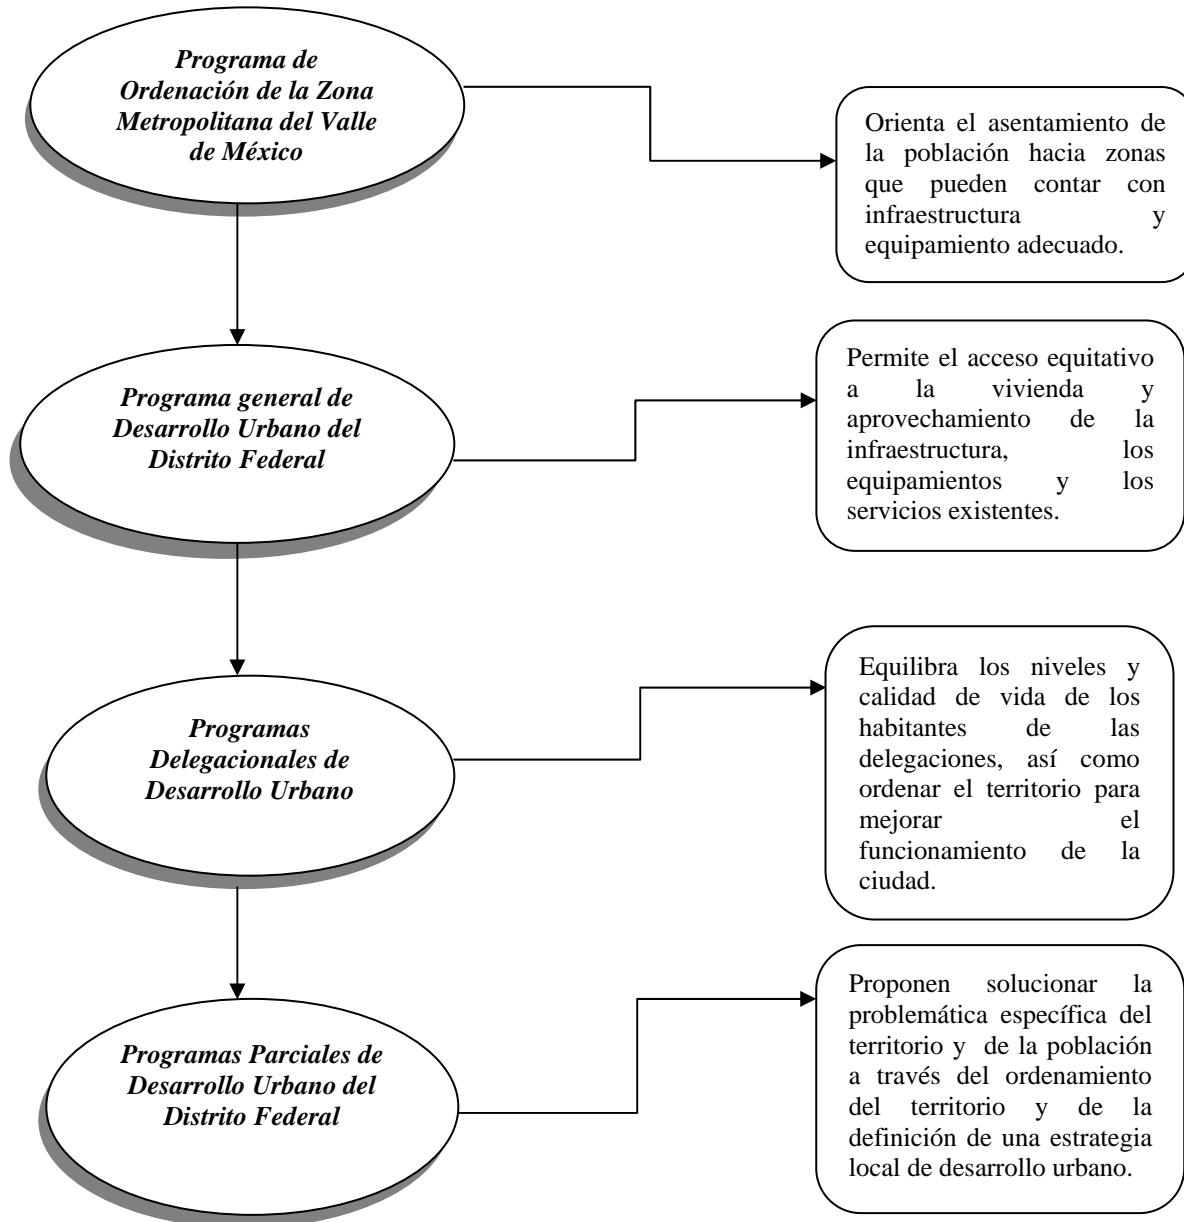 Programa de
Ordenación de la Zona
Metropolitana del Valle
de México
Orienta el asentamiento de
la población hacia zonas
que pueden contar con
infraestructura y
equipamiento adecuado.
Programa general de
Desarrollo Urbano del
Distrito Federal
Permite el acceso equitativo
a la vivienda y
aprovechamiento de la
infraestructura, los
equipamientos y los
servicios existentes.
Programas
Delegacionales de
Desarrollo Urbano
Equilibra los niveles y
calidad de vida de los
habitantes de las
delegaciones, así como
ordenar el territorio para
mejorar el
funcionamiento de la
ciudad.
Programas Parciales de
Desarrollo Urbano del
Distrito Federal
Proponen solucionar la
problemática específica del
territorio y de la población
a través del ordenamiento
del territorio y de la
definición de una estrategia
local de desarrollo urbano.